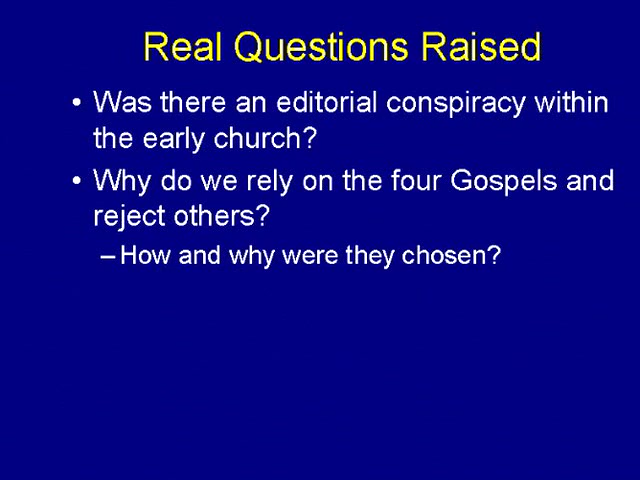 Real Questions Raised
• Was there an editorial conspiracy within
the early church?
• Why do we rely on the four Gospels and
reject others?
– How and why were they chosen?